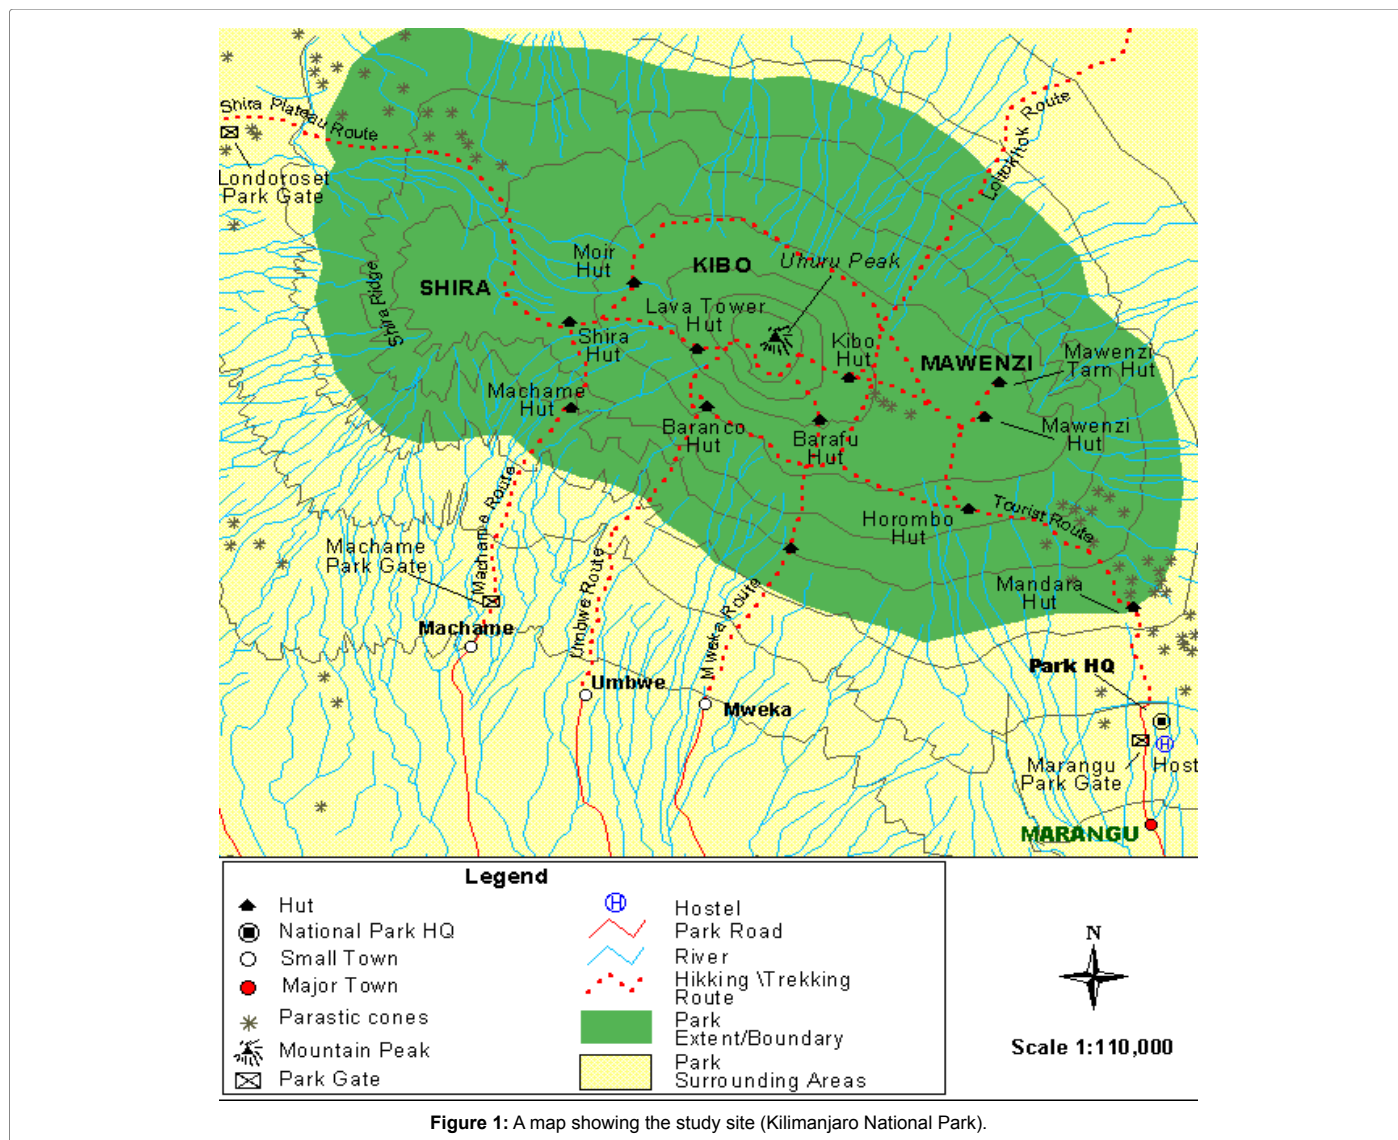 Shira Plateau Route
Londoroset
Park Gate
Loitokitok Route
Shira Ridge
SHIRA
Moir
Hut
KIBO
Uhuru Peak
Lava Tower
Hut
Shira
Hut
Kibo
Hut
MAWENZI
Mawenzi
Tarn Hut
Machame
Hut
Baranco
Hut
Barafu
Hut
Mawenzi
Hut
Horombo
Hut
Tourist Route
Machame
Park Gate
Machame Route
Umbwe Route
Mweka Route
Mandara
Hut
Machame
Umbwe
Mweka
Park HQ
Marangu
Park Gate
Host
MARANGU
Legend
Hut
National Park HQ
Small Town
Major Town
Parastic cones
Mountain Peak
Park Gate
H
Hostel
Park Road
River
Hikking \Trekking
Route
Park
Extent/Boundary
Park
Surrounding Areas
N
Scale 1:110,000
Figure 1: A map showing the study site (Kilimanjaro National Park).